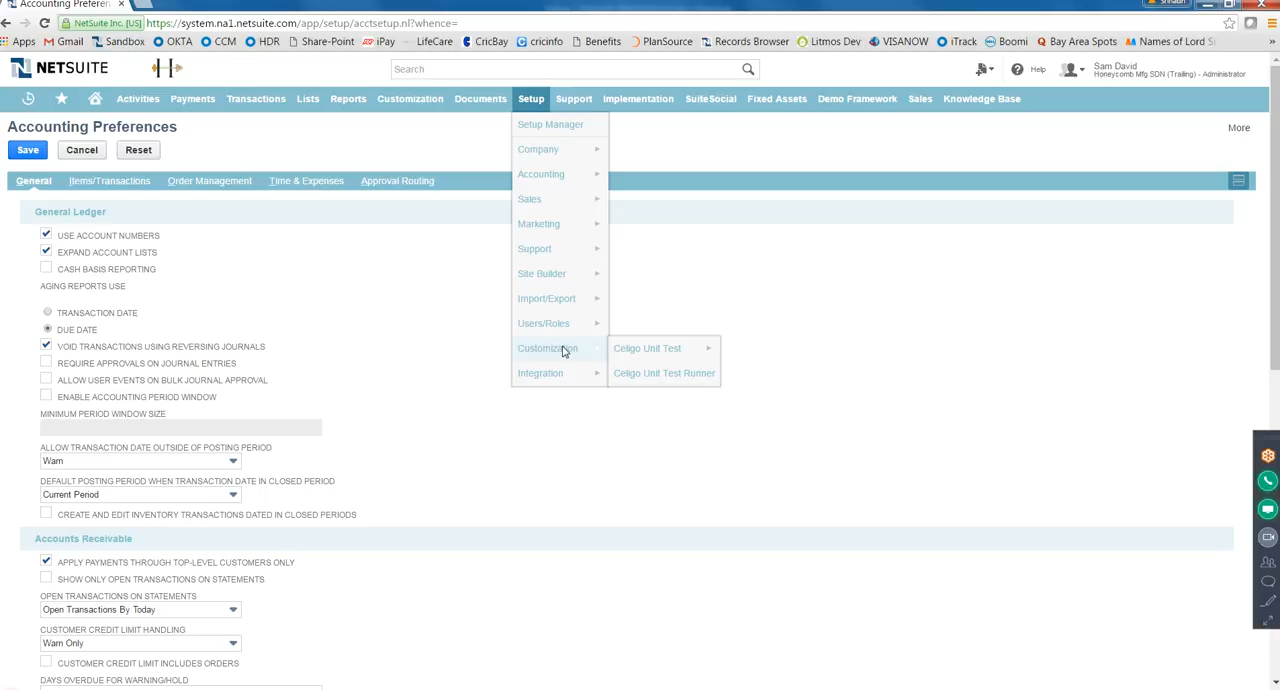 Accounting Preferences
NetSuite Inc. [US] https://system.na1.netsuite.com/app/setup/acctsetup.nl?whence=
Apps Gmail Sandbox OKTA CCM HDR Share-Point iPay LifeCare CricBay cricinfo Benefits PlanSource Records Browser Litmos Dev VISANOW iTrack Boomi Bay Area Spots Names of Lord
NETSUITE
Search
Help
Sam David
Honeycomb Mfg SDN (Trailing) - Administrator
Activities Payments Transactions Lists Reports Customization Documents Setup Support Implementation SuiteSocial Fixed Assets Demo Framework Sales Knowledge Base
Accounting Preferences
More
Save Cancel Reset
General Items/Transactions Order Management Time & Expenses Approval Routing
Setup Manager
Company
Accounting
Sales
Marketing
Support
Site Builder
Import/Export
Users/Roles
Customization
Integration
Celigo Unit Test
Celigo Unit Test Runner
General Ledger
USE ACCOUNT NUMBERS
EXPAND ACCOUNT LISTS
CASH BASIS REPORTING
AGING REPORTS USE
TRANSACTION DATE
DUE DATE
VOID TRANSACTIONS USING REVERSING JOURNALS
REQUIRE APPROVALS ON JOURNAL ENTRIES
ALLOW USER EVENTS ON BULK JOURNAL APPROVAL
ENABLE ACCOUNTING PERIOD WINDOW
MINIMUM PERIOD WINDOW SIZE
ALLOW TRANSACTION DATE OUTSIDE OF POSTING PERIOD
Warn
DEFAULT POSTING PERIOD WHEN TRANSACTION DATE IN CLOSED PERIOD
Current Period
CREATE AND EDIT INVENTORY TRANSACTIONS DATED IN CLOSED PERIODS
Accounts Receivable
APPLY PAYMENTS THROUGH TOP-LEVEL CUSTOMERS ONLY
SHOW ONLY OPEN TRANSACTIONS ON STATEMENTS
OPEN TRANSACTIONS ON STATEMENTS
Open Transactions By Today
CUSTOMER CREDIT LIMIT HANDLING
Warn Only
CUSTOMER CREDIT LIMIT INCLUDES ORDERS
DAYS OVERDUE FOR WARNING/HOLD